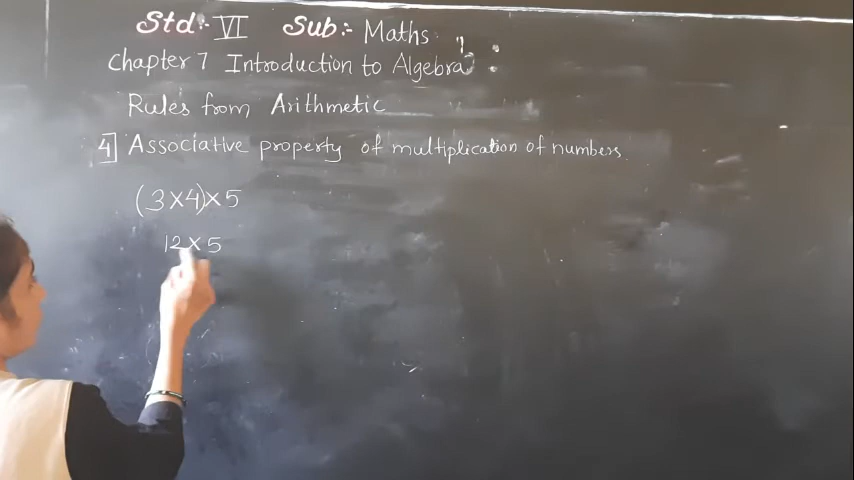 Std:- VI Sub:- Maths
Chapter 7 Introduction to Algebra
Rules from Arithmetic
4] Associative property of multiplication of numbers.
(3×4)×5
12×5